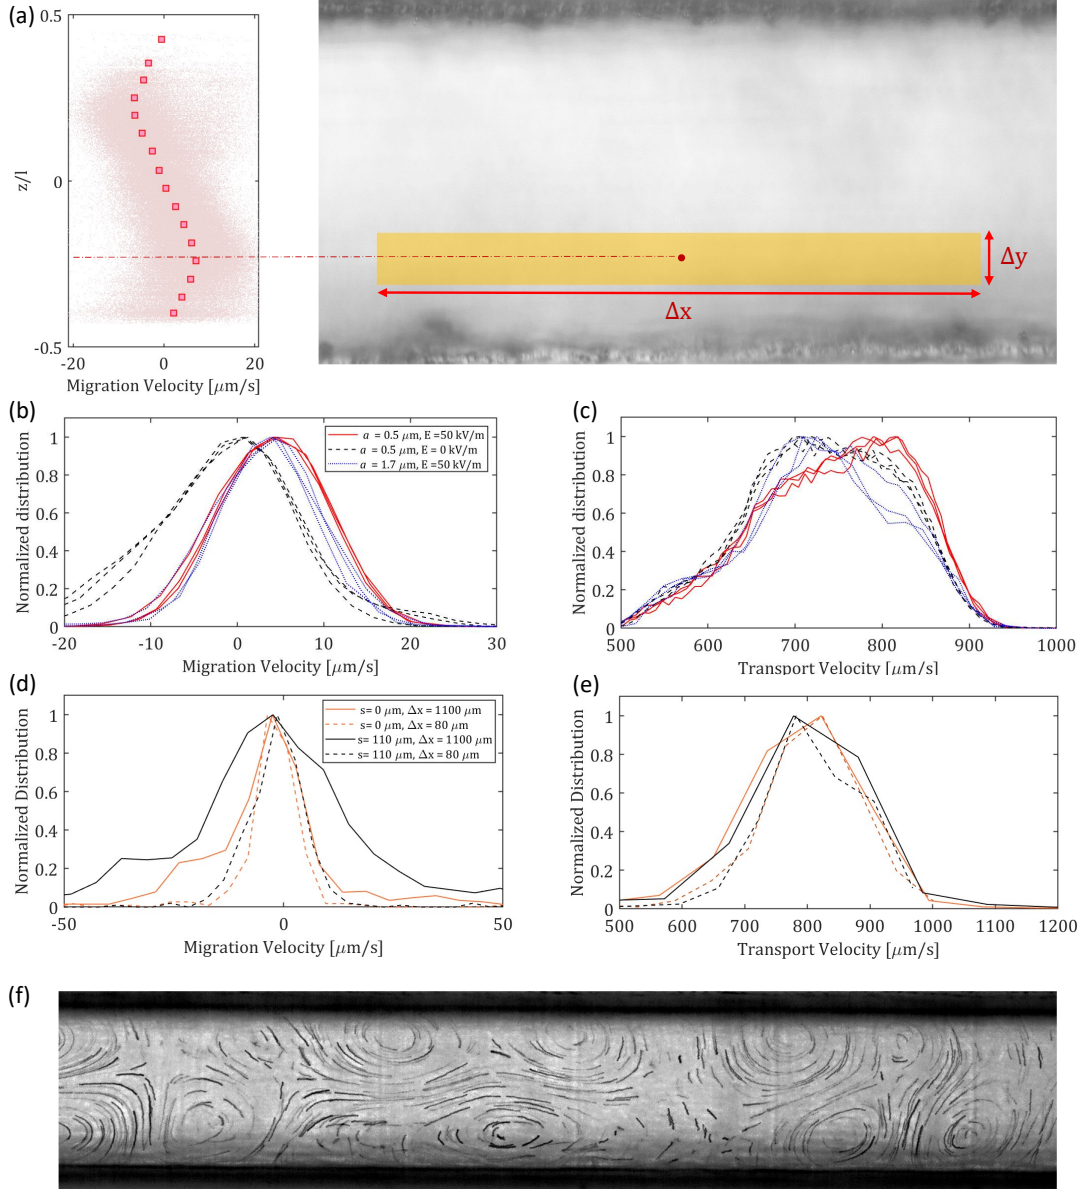 (a)
0.5
0
-0.5
z/l
-20 0 20
Migration Velocity [μm/s]
Δy
Δx
(b)
Normalized distribution
1
0.8
0.6
0.4
0.2
0
-20 -10 0 10 20 30
Migration Velocity [μm/s]
a = 0.5 μm, E =50 kV/m
a = 0.5 μm, E = 0 kV/m
a = 1.7 μm, E=50 kV/m
(c)
Normalized distribution
1
0.8
0.6
0.4
0.2
0
500 600 700 800 900 1000
Transport Velocity [μm/s]
(d)
Normalized Distribution
1
0.8
0.6
0.4
0.2
0
-50 0 50
Migration Velocity [μm/s]
s= 0 μm, Δx = 1100 μm
s= 0 μm, Δx = 80 μm
s= 110 μm, Δx = 1100 μm
s= 110 μm, Δx = 80 μm
(e)
Normalized Distribution
1
0.8
0.6
0.4
0.2
0
500 600 700 800 900 1000 1100 1200
Transport Velocity [μm/s]
(f)